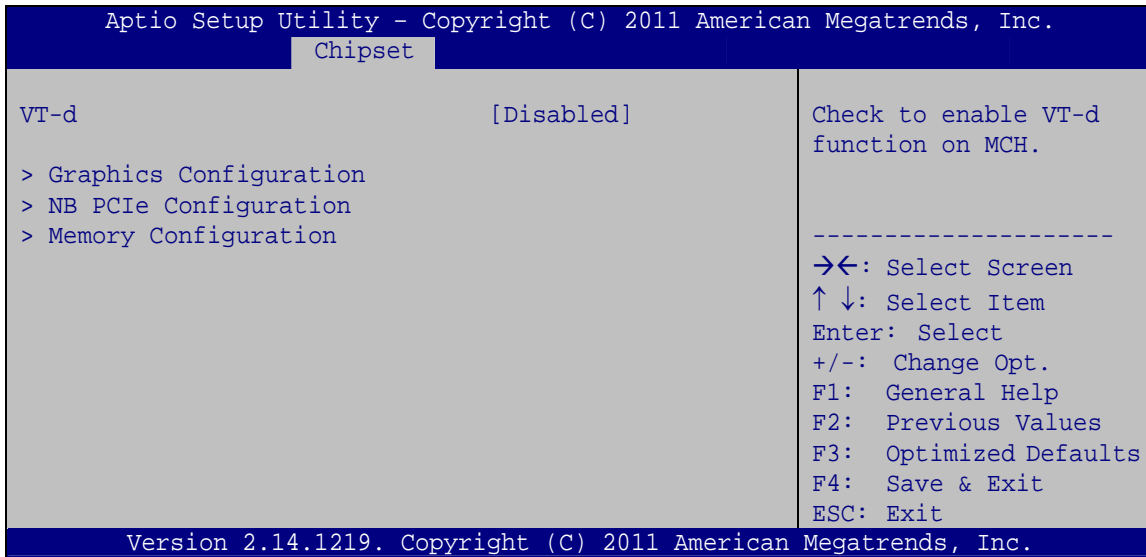 Aptio Setup Utility – Copyright (C) 2011 American Megatrends, Inc.
Chipset
VT-d [Disabled]
> Graphics Configuration
> NB PCIe Configuration
> Memory Configuration
Check to enable VT-d
function on MCH.
---------------------
→←: Select Screen
↑ ↓: Select Item
Enter: Select
+/-: Change Opt.
F1: General Help
F2: Previous Values
F3: Optimized Defaults
F4: Save & Exit
ESC: Exit
Version 2.14.1219. Copyright (C) 2011 American Megatrends, Inc.